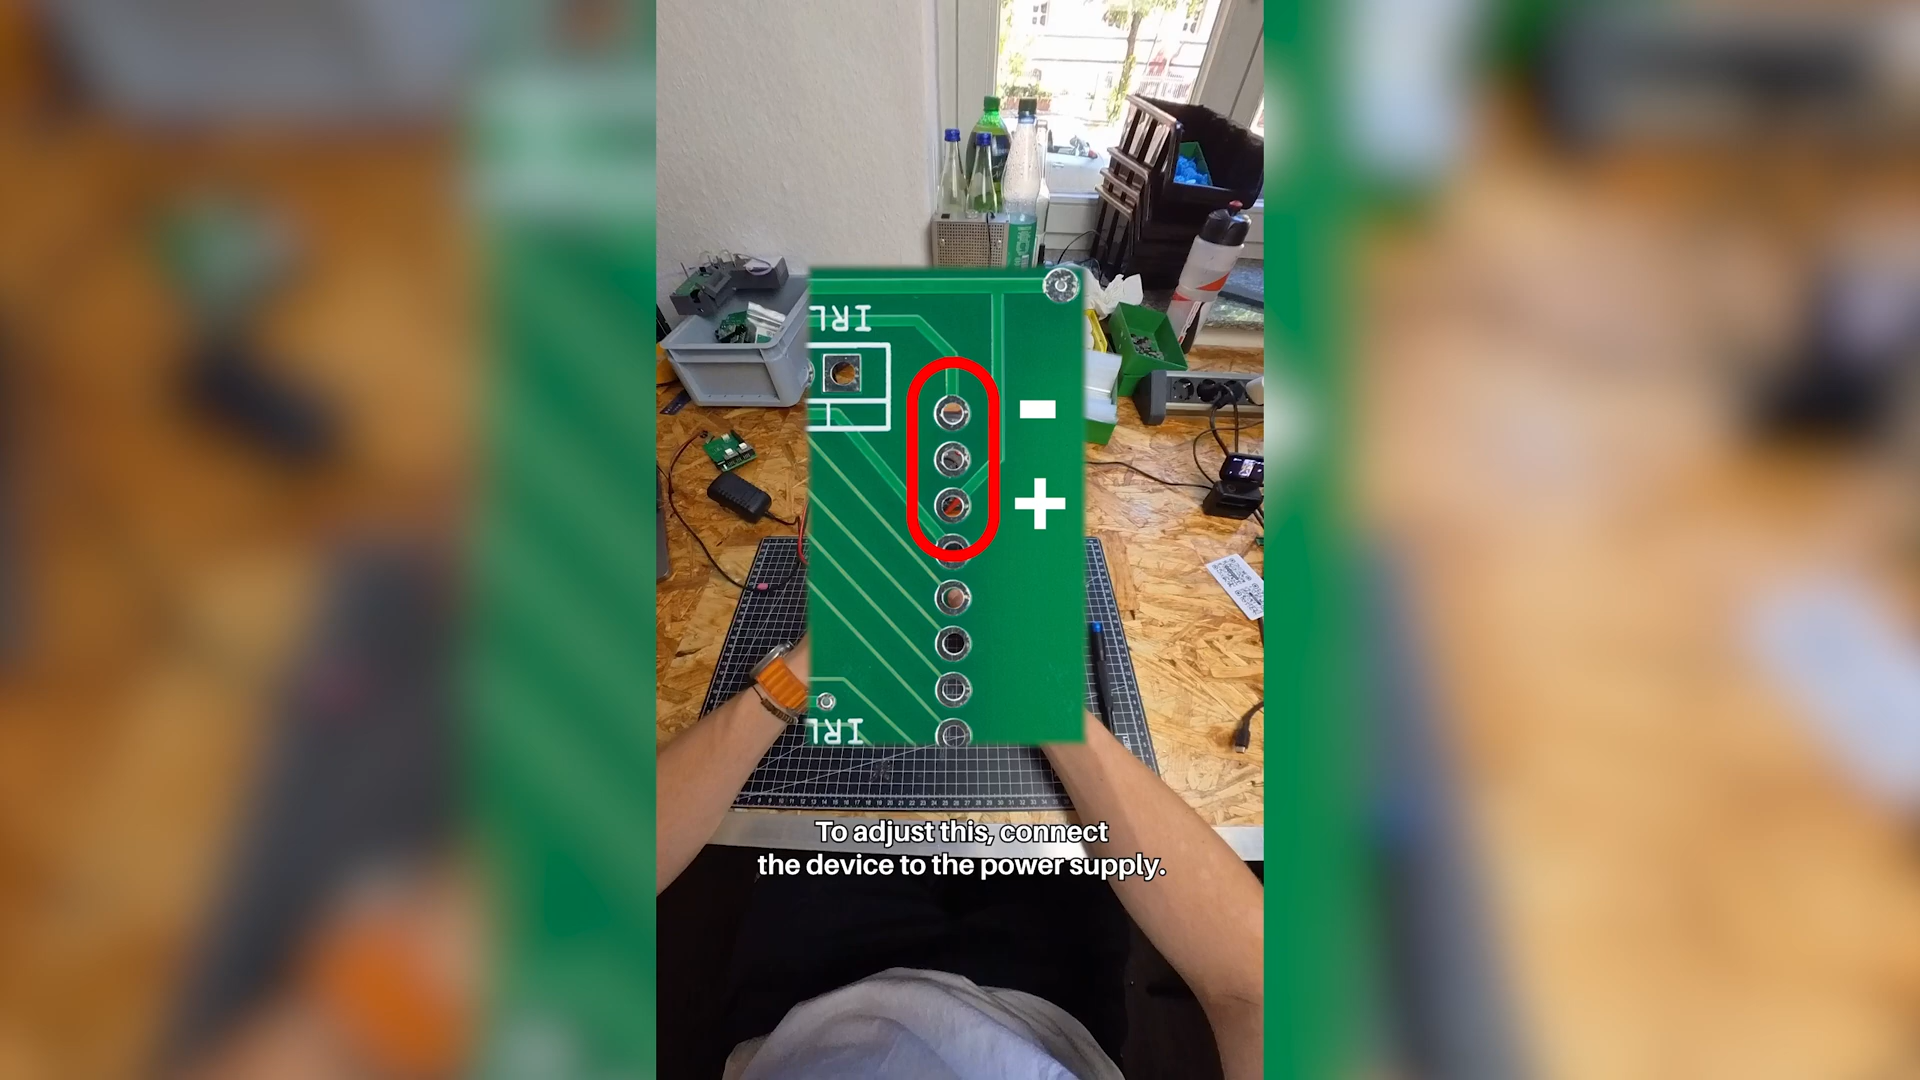 IRL
-
+
IRL
To adjust this, connect
the device to the power supply.